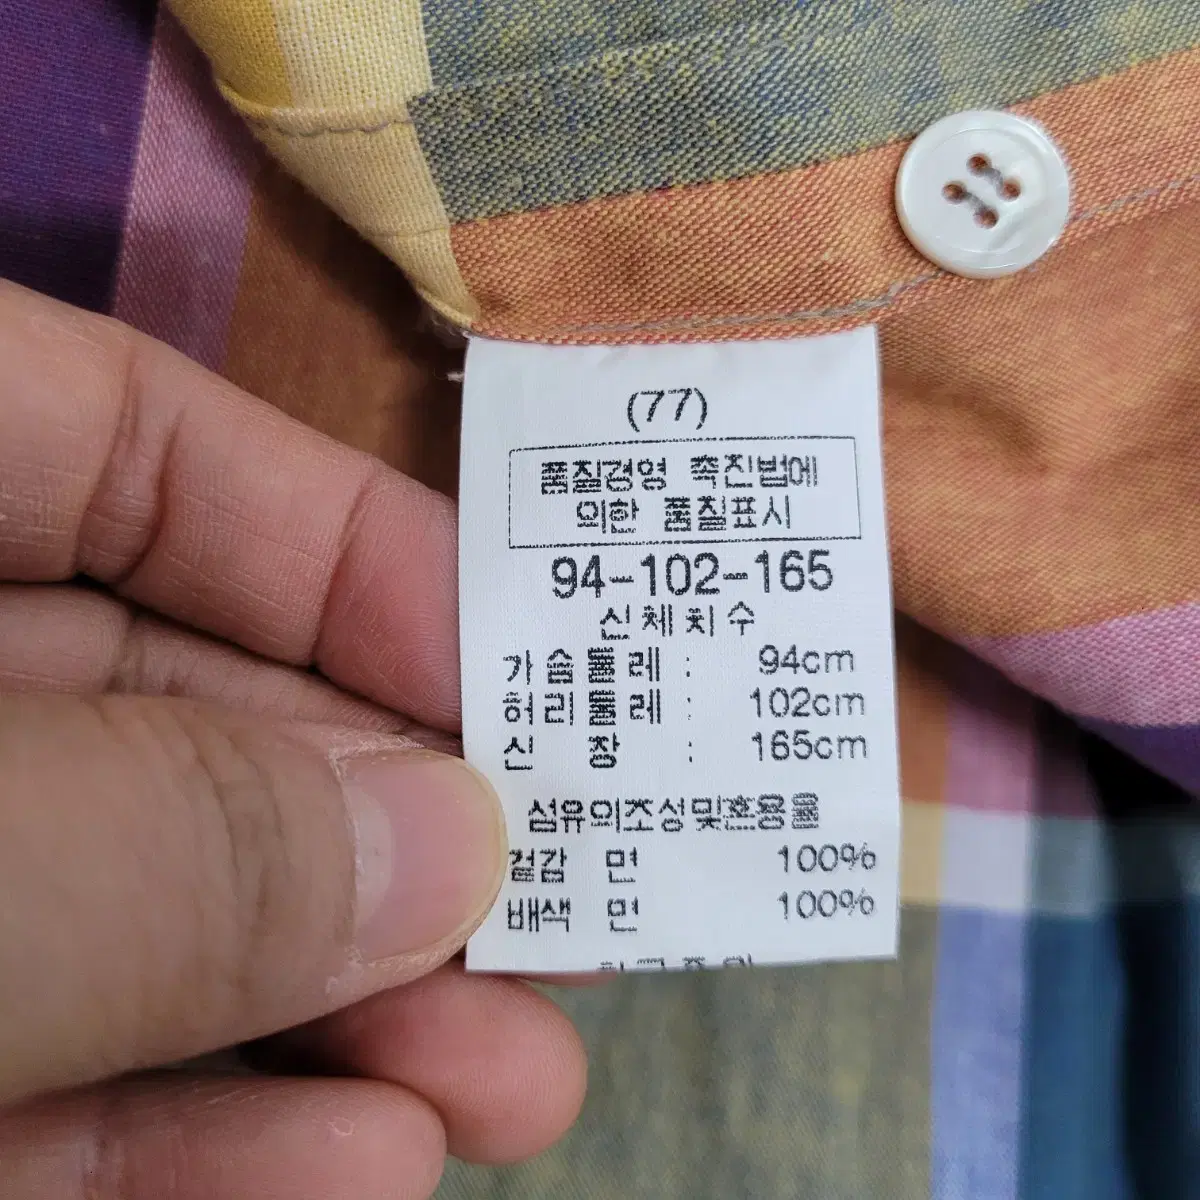 (77)
품질경영 촉진법에
의한 품질표시
94-102-165
신체치수
가슴둘레 : 94cm
허리둘레 : 102cm
신 장 : 165cm
섬유의조성및혼용율
겉감 면 100%
배색 면 100%